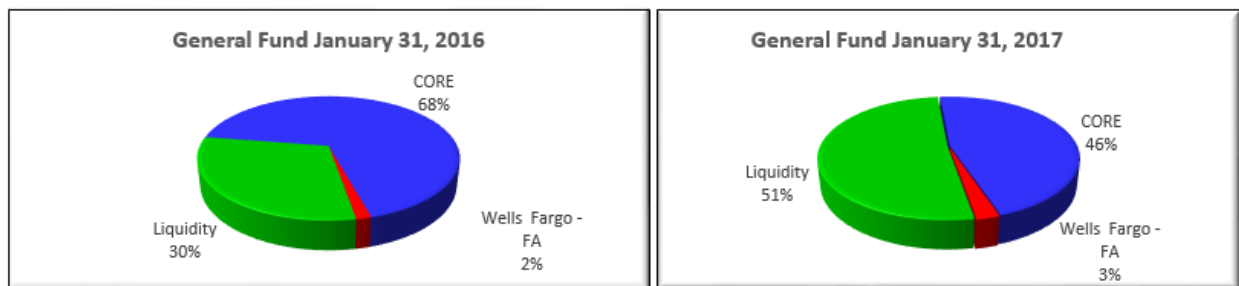 General Fund January 31, 2016
CORE
68%
Liquidity
30%
Wells Fargo -
FA
2%
General Fund January 31, 2017
CORE
46%
Liquidity
51%
Wells Fargo -
FA
3%